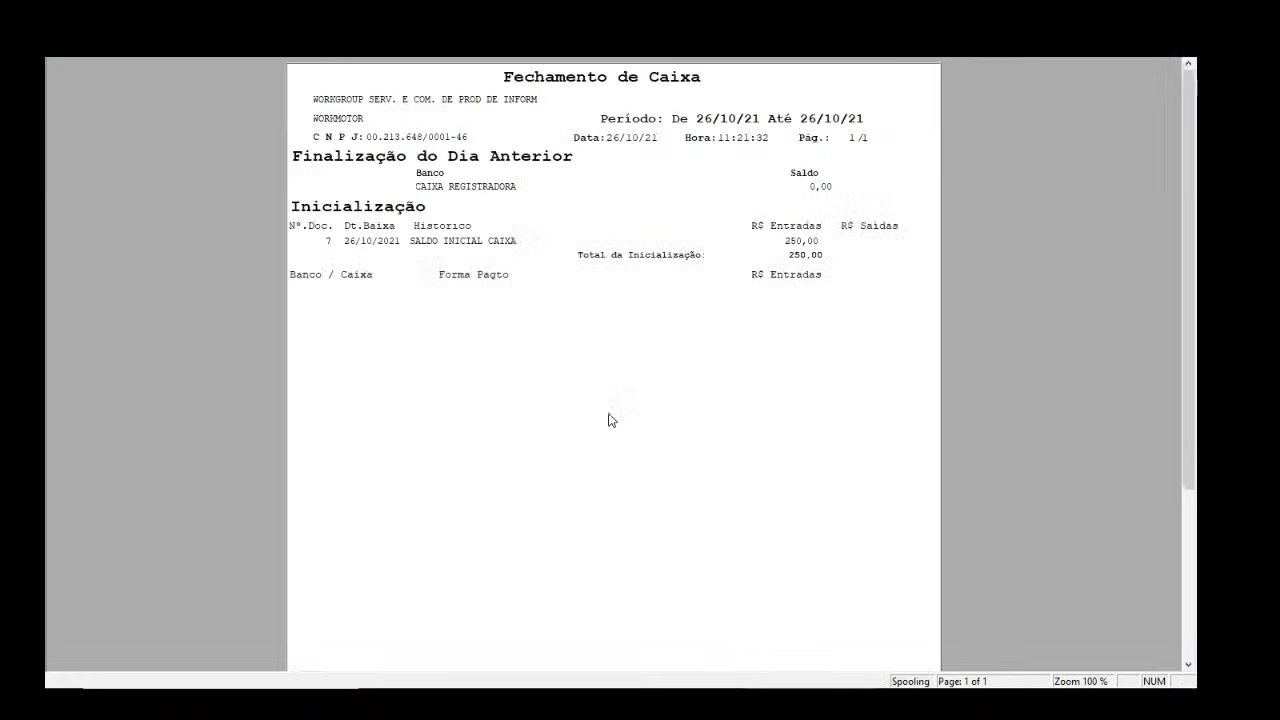 Fechamento de Caixa
WORKGROUP SERV. E COM. DE PROD DE INFORM
WORKMOTOR Período: De 26/10/21 Até 26/10/21
C N P J: 00.213.648/0001-46 Data: 26/10/21 Hora: 11:21:32 Pág.: 1 /1
Finalização do Dia Anterior
Banco Saldo
CAIXA REGISTRADORA 0,00
Inicialização
Nº.Doc. Dt.Baixa Historico R$ Entradas R$ Saidas
7 26/10/2021 SALDO INICIAL CAIXA 250,00
Total da Inicialização: 250,00
Banco / Caixa Forma Pagto R$ Entradas
Spooling Page: 1 of 1 Zoom 100 % NUM